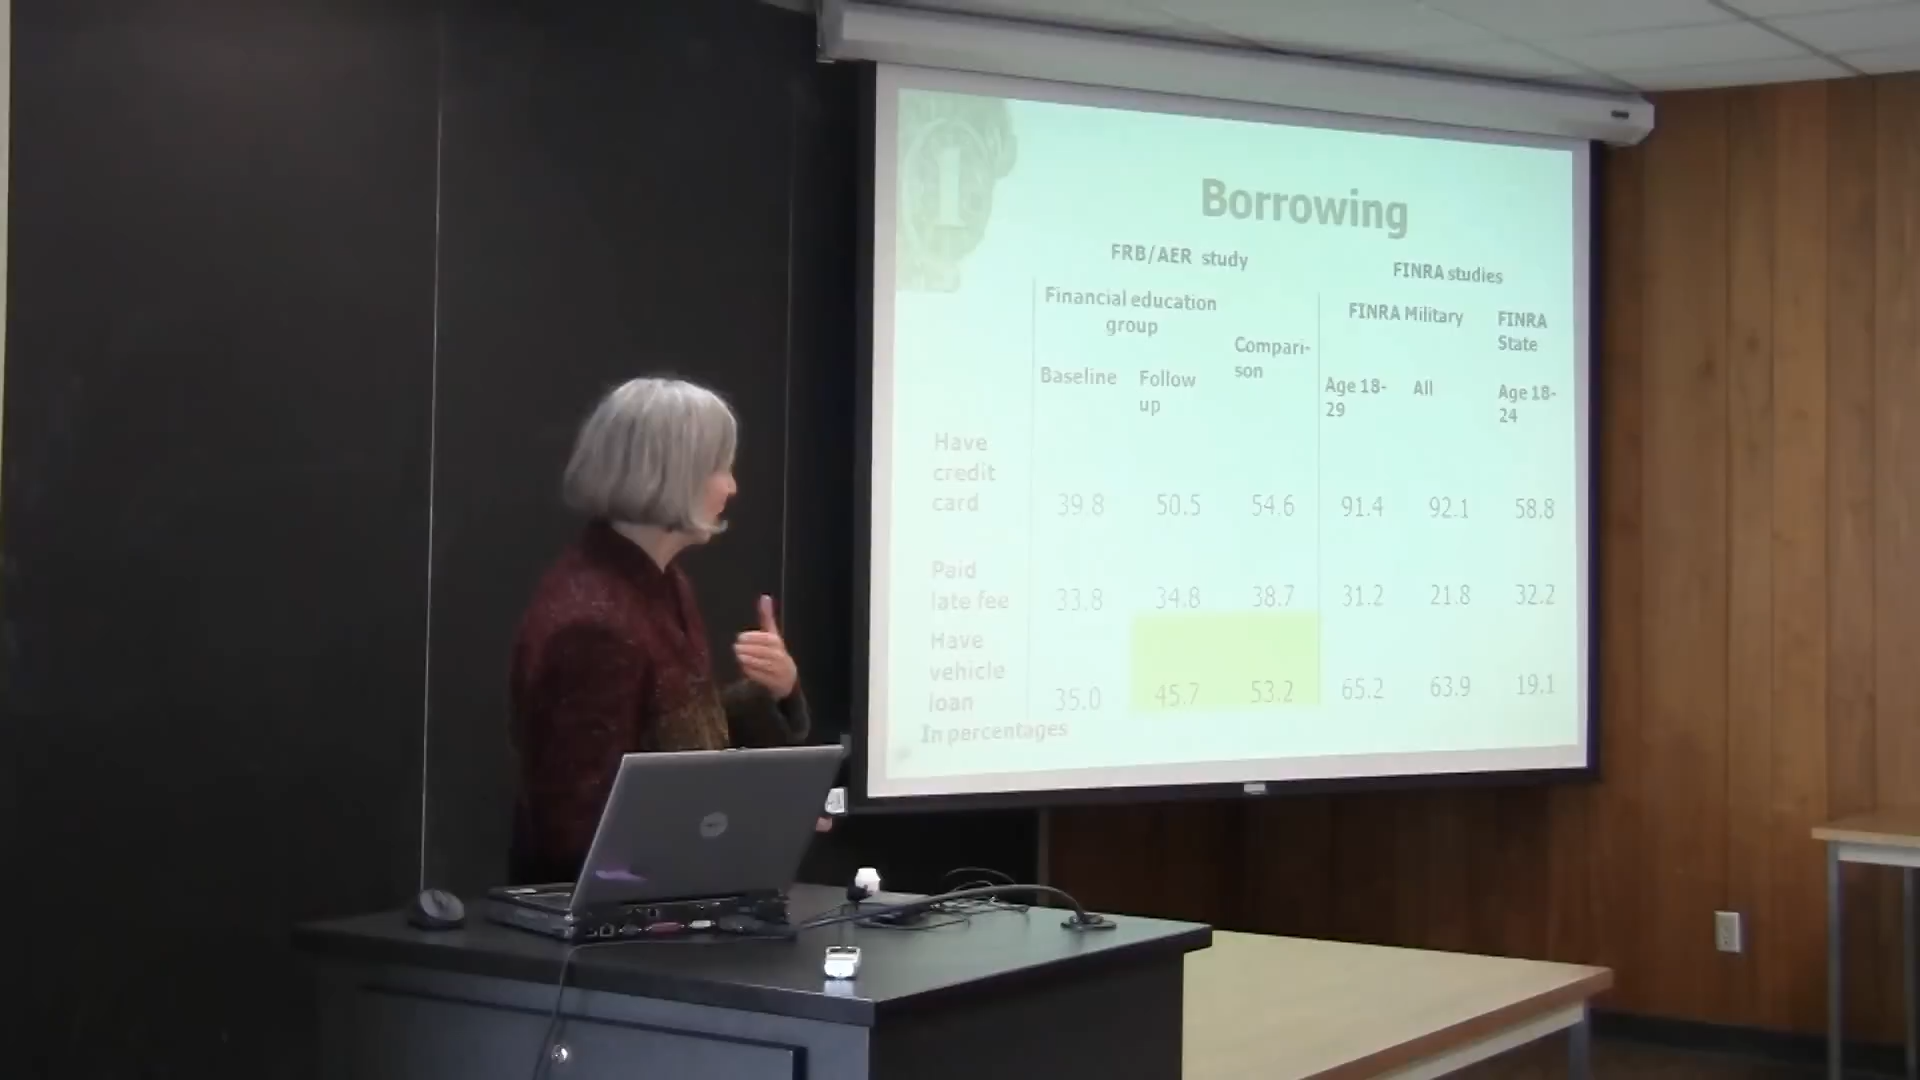 1
Borrowing
FRB/AER study
FINRA studies
Financial education
group
Compari-
son
FINRA Military
FINRA
State
Baseline
Follow
up
Age 18-
29
All
Age 18-
24
Have
credit
card 39.8 50.5 54.6 91.4 92.1 58.8
Paid
late fee 33.8 34.8 38.7 31.2 21.8 32.2
Have
vehicle
loan 35.0 45.7 53.2 65.2 63.9 19.1
In percentages